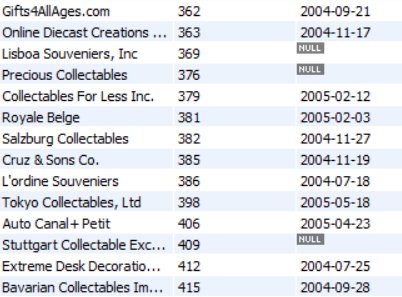 Gifts4AllAges.com 362 2004-09-21
Online Diecast Creations ... 363 2004-11-17
Lisboa Souveniers, Inc 369 NULL
Precious Collectables 376 NULL
Collectables For Less Inc. 379 2005-02-12
Royale Belge 381 2005-02-03
Salzburg Collectables 382 2004-11-27
Cruz & Sons Co. 385 2004-11-19
L'ordine Souveniers 386 2004-07-18
Tokyo Collectables, Ltd 398 2005-05-18
Auto Canal+ Petit 406 2005-04-23
Stuttgart Collectable Exc... 409 NULL
Extreme Desk Decoratio... 412 2004-07-25
Bavarian Collectables Im... 415 2004-09-28